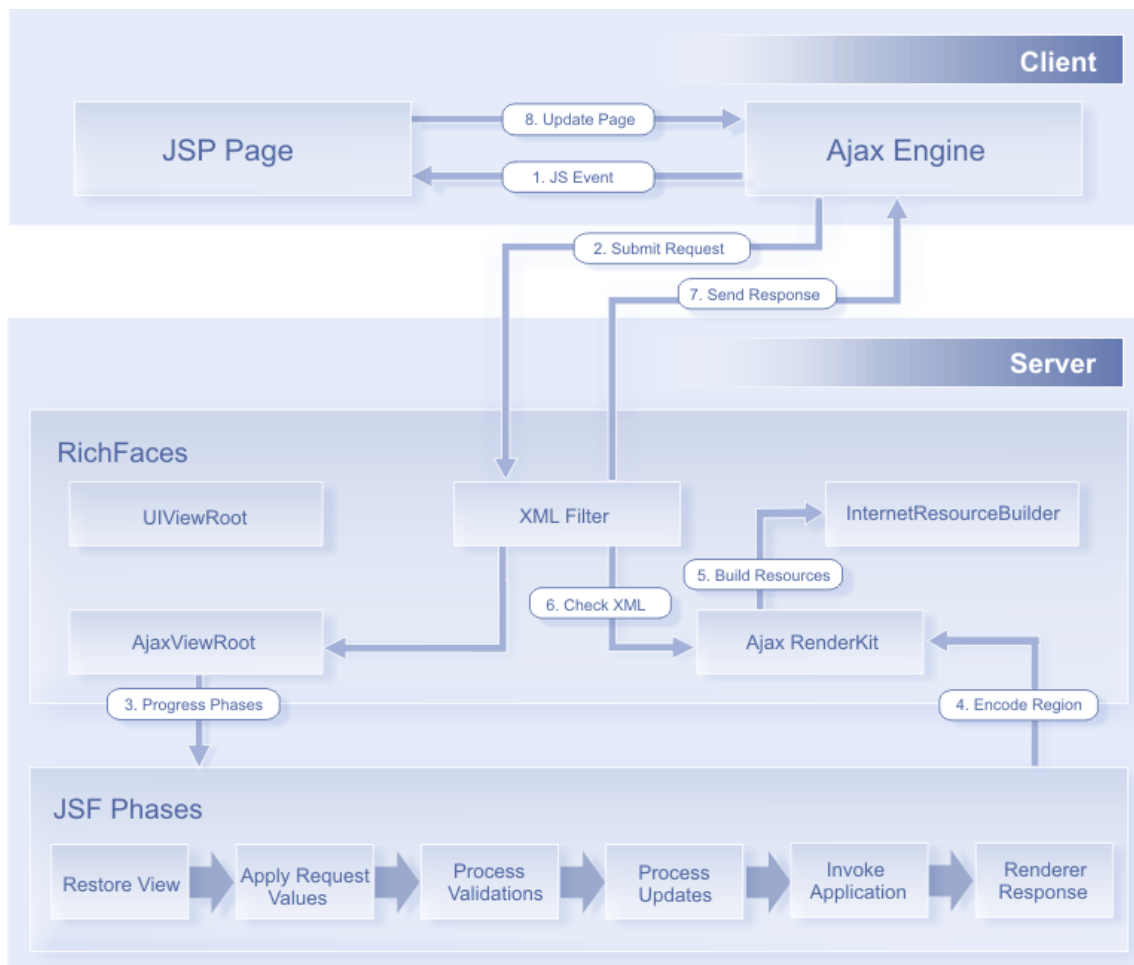 Client
JSP Page
8. Update Page
Ajax Engine
1. JS Event
2. Submit Request
7. Send Response
Server
RichFaces
UIViewRoot
XML Filter
InternetResourceBuilder
5. Build Resources
6. Check XML
AjaxViewRoot
Ajax RenderKit
3. Progress Phases
4. Encode Region
JSF Phases
Restore View
Apply Request
Values
Process
Validations
Process
Updates
Invoke
Application
Renderer
Response